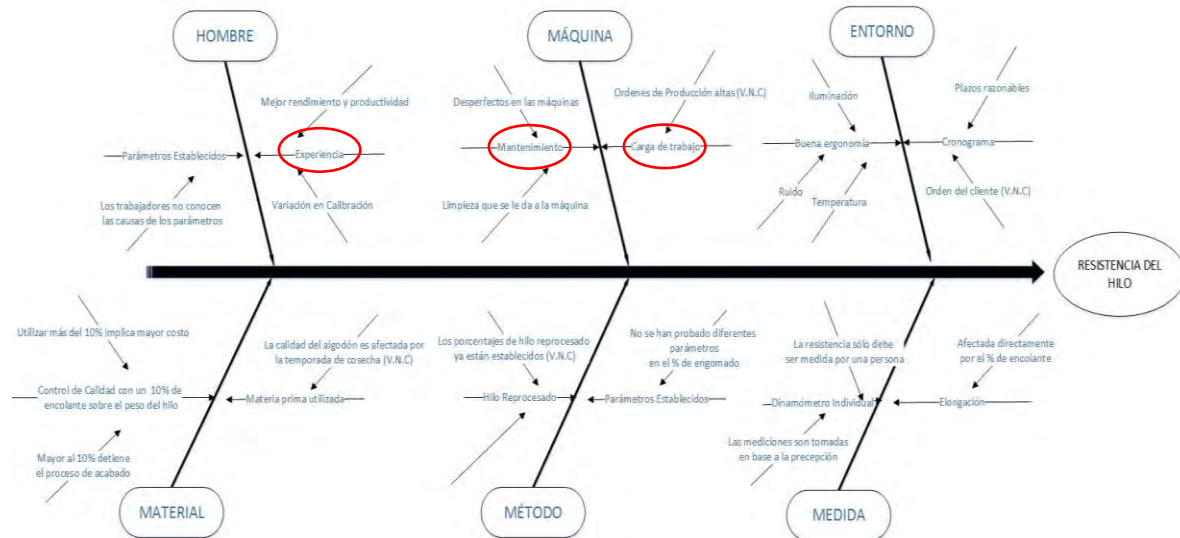 HOMBRE
MÁQUINA
ENTORNO
Mejor rendimiento y productividad
Parámetros Establecidos
Experiencia
Los trabajadores no conocen
las causas de los parámetros
Variación en Calibración
Desperfectos en las máquinas
Ordenes de Producción altas (V.N.C)
Mantenimiento
Carga de trabajo
Limpieza que se le da a la máquina
Iluminación
Plazos razonables
Buena ergonomía
Cronograma
Ruido
Temperatura
Orden del cliente (V.N.C)
RESISTENCIA DEL
HILO
Utilizar más del 10% implica mayor costo
La calidad del algodón es afectada por
la temporada de cosecha (V.N.C)
Control de Calidad con un 10% de
encolante sobre el peso del hilo
Materia prima utilizada
Mayor al 10% detiene
el proceso de acabado
Los porcentajes de hilo reprocesado
ya están establecidos (V.N.C)
No se han probado diferentes
parámetros
en el % de engomado
Hilo Reprocesado
Parámetros Establecidos
La resistencia sólo debe
ser medida por una persona
Afectada directamente
por el % de encolante
Dinamómetro Individual
Elongación
Las mediciones son tomadas
en base a la precepción
MATERIAL
MÉTODO
MEDIDA